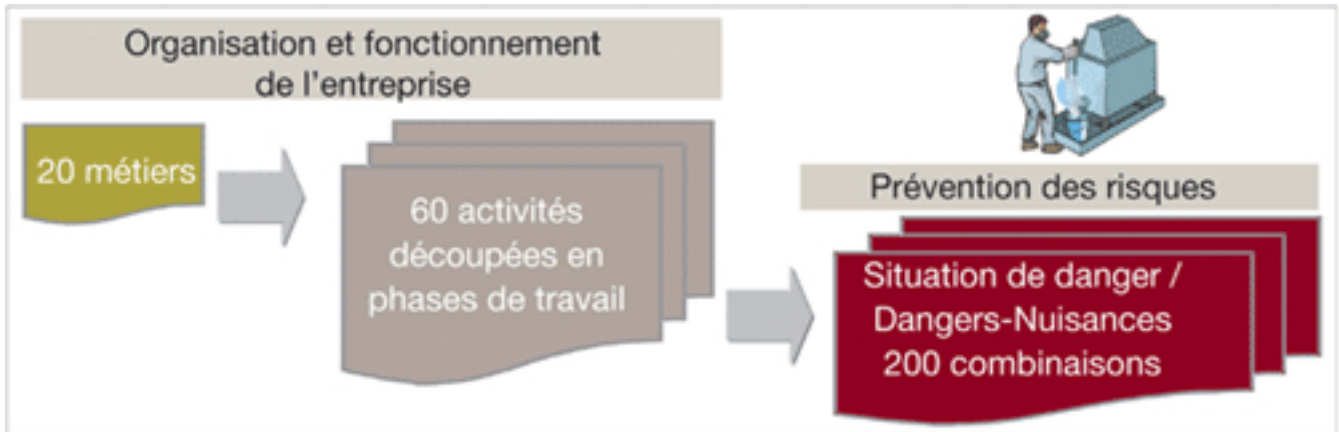 Organisation et fonctionnement
de l'entreprise
20 métiers
60 activités
découpées en
phases de travail
Prévention des risques
Situation de danger /
Dangers-Nuisances
200 combinaisons